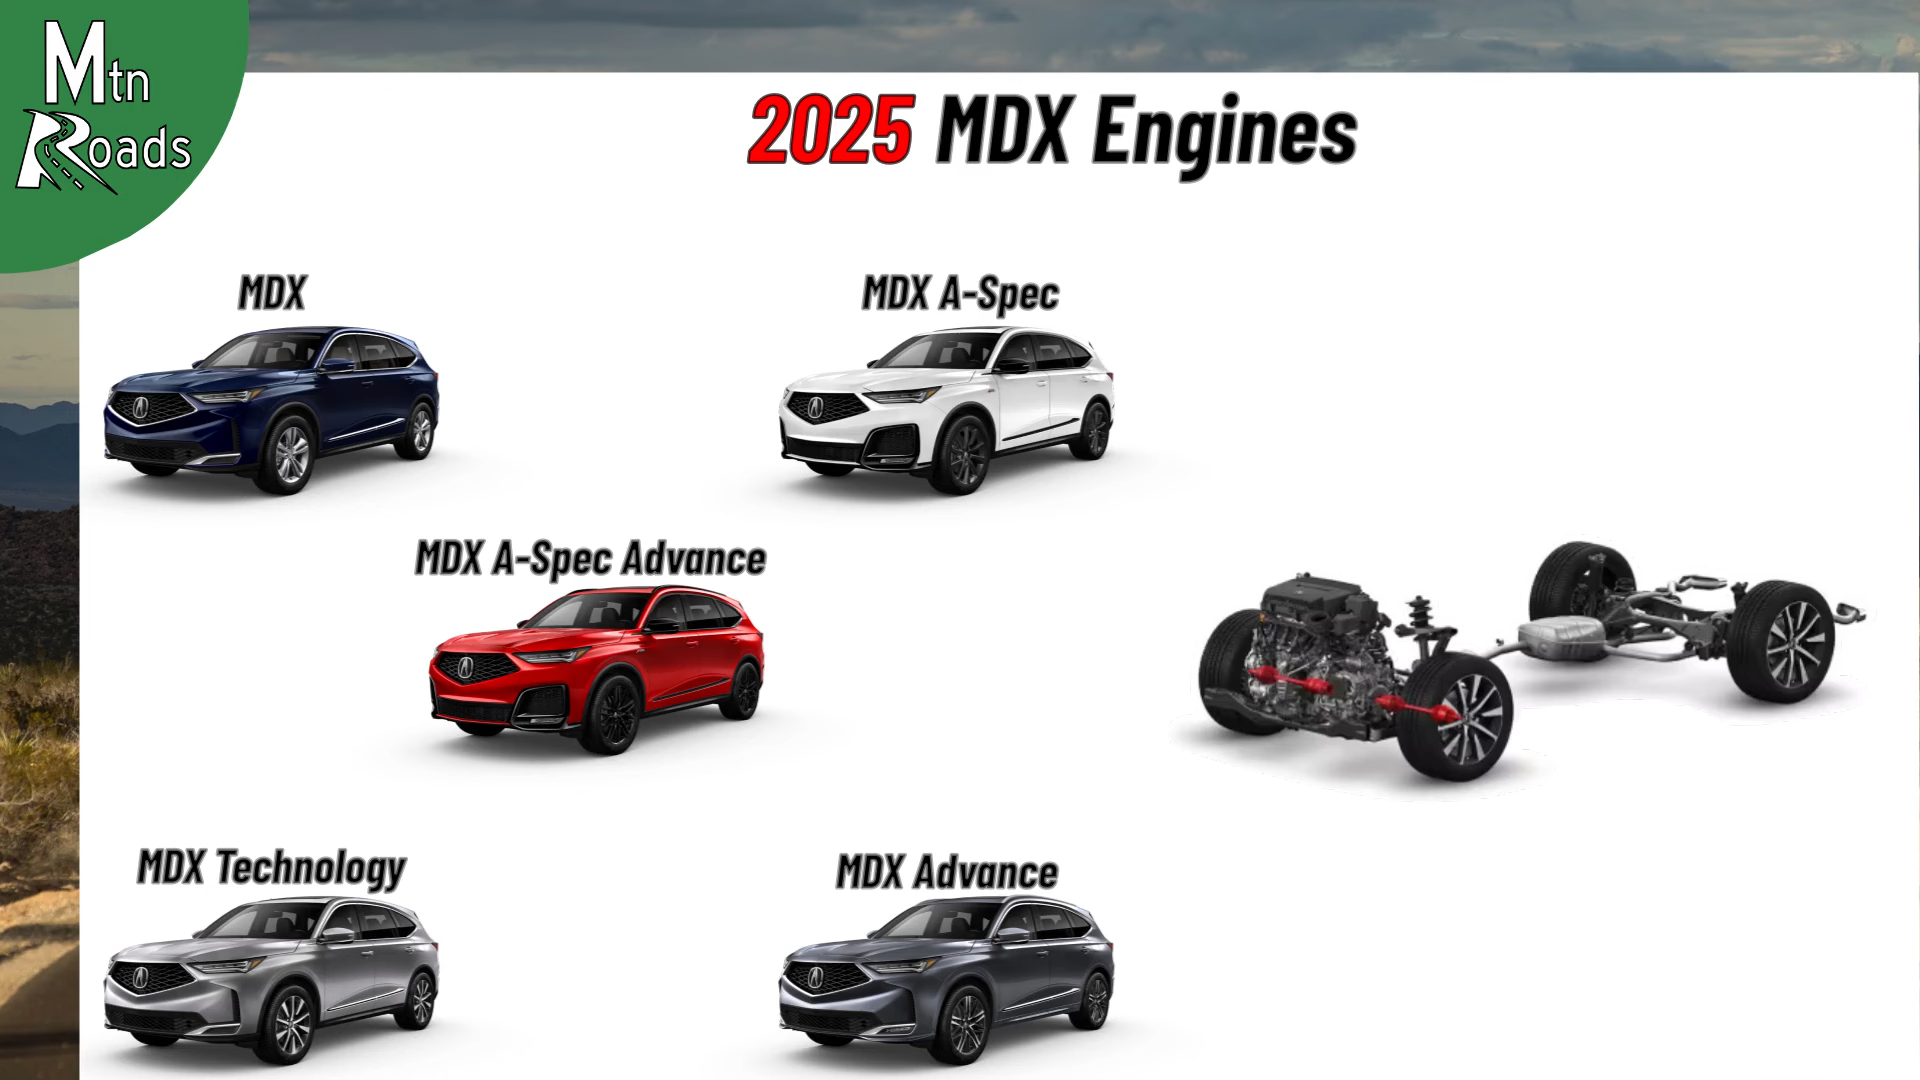 Mtn
Roads
2025 MDX Engines
MDX
MDX A-Spec
MDX A-Spec Advance
MDX Technology
MDX Advance